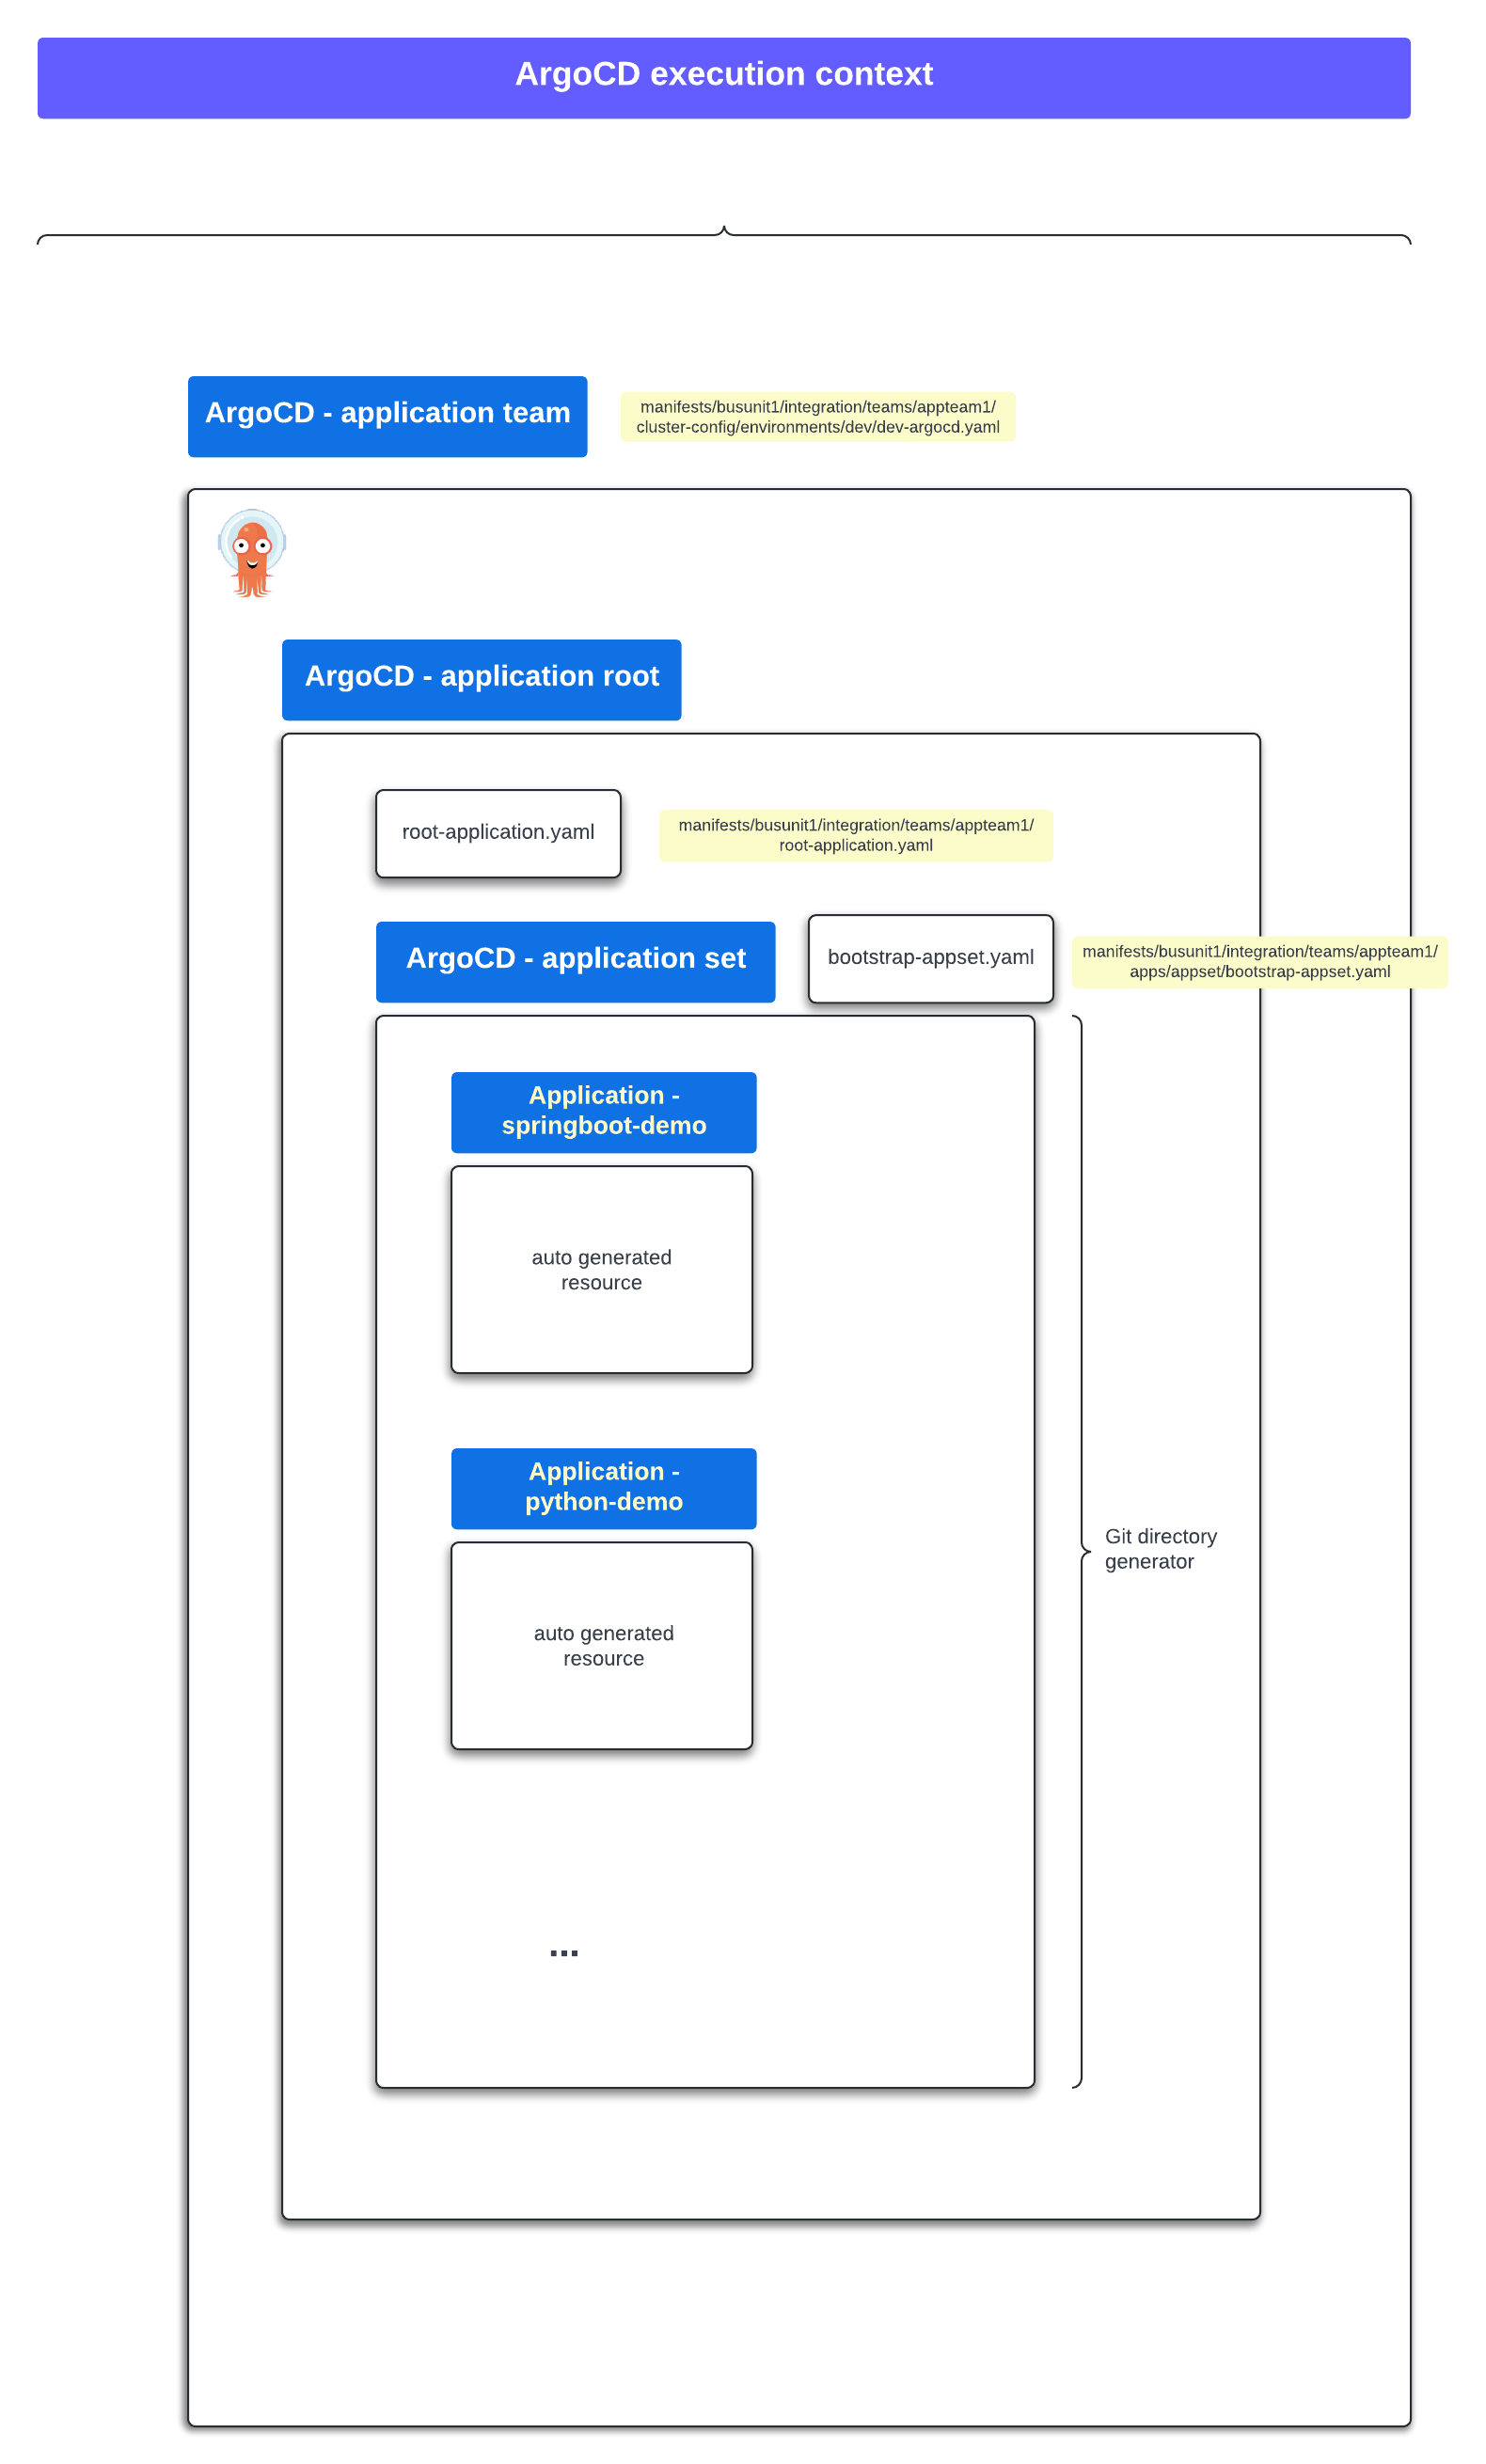 ArgoCD execution context
ArgoCD - application team
manifests/busunit1/integration/teams/appteam1/
cluster-config/environments/dev/dev-argocd.yaml
ArgoCD - application root
root-application.yaml
manifests/busunit1/integration/teams/appteam1/
root-application.yaml
ArgoCD - application set
bootstrap-appset.yaml
manifests/busunit1/integration/teams/appteam1/
apps/appset/bootstrap-appset.yaml
Application -
springboot-demo
auto generated
resource
Application -
python-demo
auto generated
resource
Git directory
generator
...